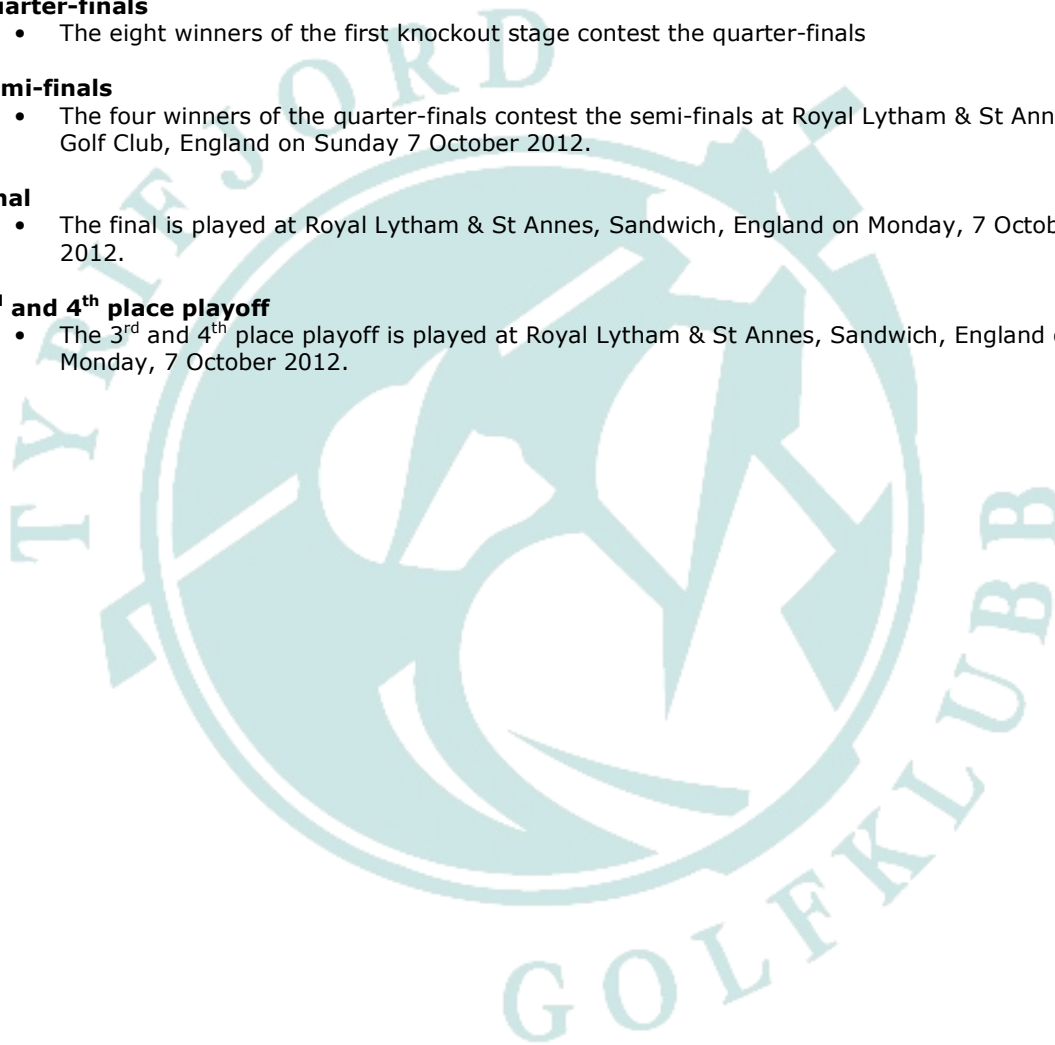 uarter-finals
• The eight winners of the first knockout stage contest the quarter-finals
mi-finals
• The four winners of the quarter-finals contest the semi-finals at Royal Lytham & St Ann
Golf Club, England on Sunday 7 October 2012.
nal
• The final is played at Royal Lytham & St Annes, Sandwich, England on Monday, 7 Octob
2012.
and 4th place playoff
• The 3rd and 4th place playoff is played at Royal Lytham & St Annes, Sandwich, England
Monday, 7 October 2012.
TYRIFJORD
GOLFKLUBB